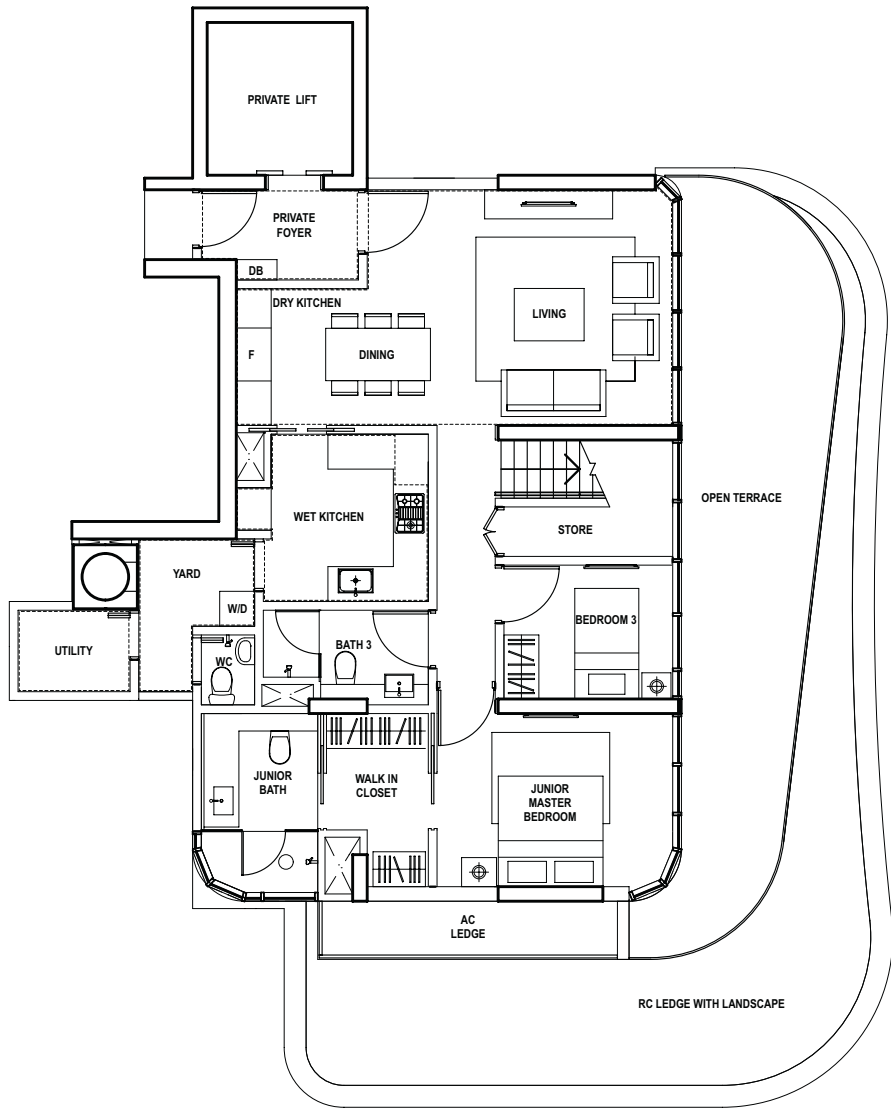 PRIVATE LIFT
PRIVATE
FOYER
DB
DRY KITCHEN
LIVING
F
DINING
OPEN TERRACE
WET KITCHEN
STORE
YARD
W/D
BEDROOM 3
UTILITY
BATH 3
WC
JUNIOR
BATH
WALK IN
CLOSET
JUNIOR
MASTER
BEDROOM
AC
LEDGE
RC LEDGE WITH LANDSCAPE